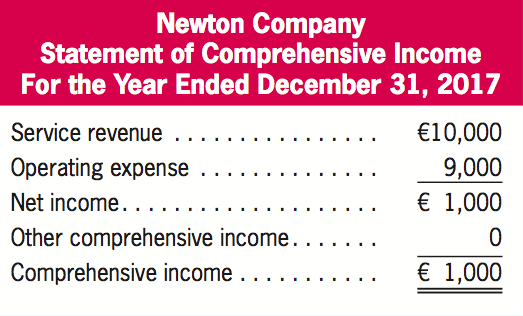 Newton Company
Statement of Comprehensive Income
For the Year Ended December 31, 2017
Service revenue . . . . . . . . . . . . . . . . €10,000
Operating expense . . . . . . . . . . . . . . 9,000
Net income. . . . . . . . . . . . . . . . . . . . € 1,000
Other comprehensive income. . . . . . . 0
Comprehensive income . . . . . . . . . . . € 1,000